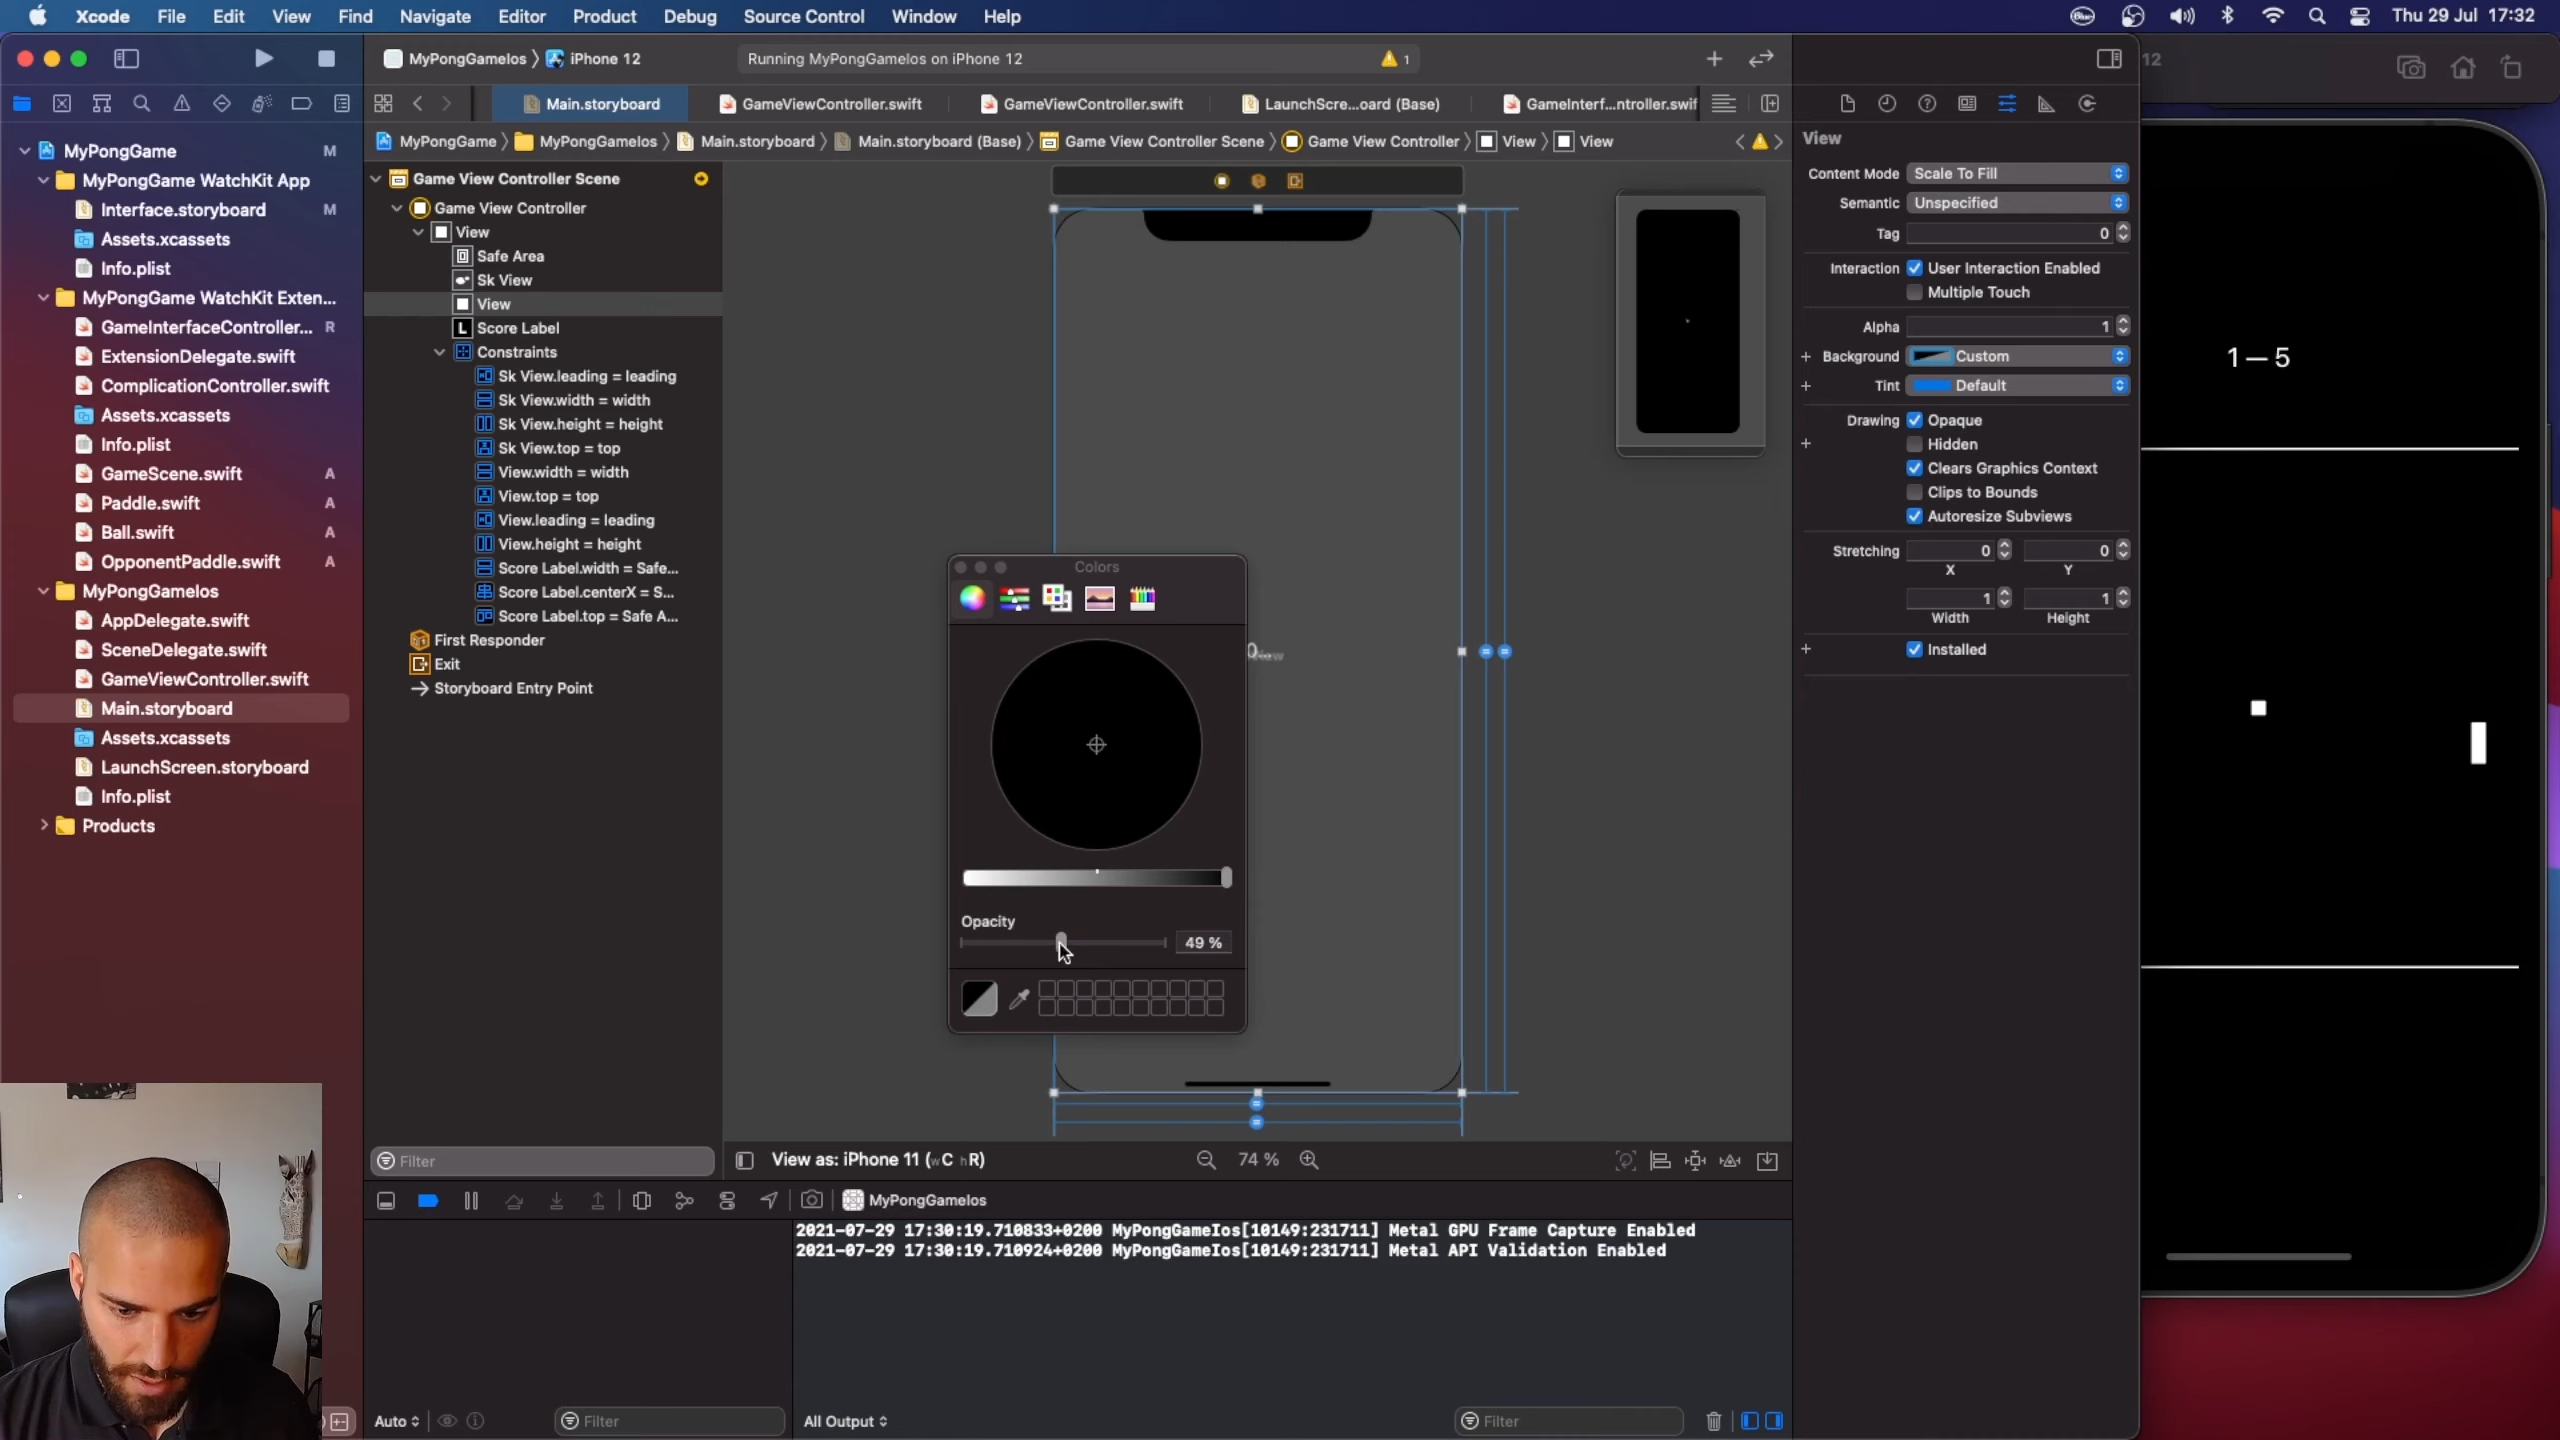 Xcode File Edit View Find Navigate Editor Product Debug Source Control Window Help
Thu 29 Jul 17:32
MyPongGameIos iPhone 12
Running MyPongGameIos on iPhone 12
1
12
Main.storyboard
GameViewController.swift
GameViewController.swift
LaunchScre...oard (Base)
GameInterf...ntroller.swif
MyPongGame MyPongGameIos Main.storyboard Main.storyboard (Base) Game View Controller Scene Game View Controller View View
MyPongGame M
MyPongGame WatchKit App
Interface.storyboard M
Assets.xcassets
Info.plist
MyPongGame WatchKit Exten...
GameInterfaceController... R
ExtensionDelegate.swift
ComplicationController.swift
Assets.xcassets
Info.plist
GameScene.swift A
Paddle.swift A
Ball.swift A
OpponentPaddle.swift A
MyPongGameIos
AppDelegate.swift
SceneDelegate.swift
GameViewController.swift
Main.storyboard
Assets.xcassets
LaunchScreen.storyboard
Info.plist
Products
Game View Controller Scene
Game View Controller
View
Safe Area
Sk View
View
L Score Label
Constraints
Sk View.leading = leading
Sk View.width = width
Sk View.height = height
Sk View.top = top
View.width = width
View.top = top
View.leading = leading
View.height = height
Score Label.width = Safe...
Score Label.centerX = S...
Score Label.top = Safe A...
First Responder
Exit
Storyboard Entry Point
Filter
Colors
Opacity
49 %
View as: iPhone 11 (wC hR)
74 %
View
Content Mode Scale To Fill
Semantic Unspecified
Tag 0
Interaction User Interaction Enabled
Multiple Touch
Alpha 1
Background Custom
Tint Default
Drawing Opaque
Hidden
Clears Graphics Context
Clips to Bounds
Autoresize Subviews
Stretching 0 0
X Y
1 1
Width Height
Installed
1 — 5
MyPongGameIos
2021-07-29 17:30:19.710833+0200 MyPongGameIos[10149:231711] Metal GPU Frame Capture Enabled
2021-07-29 17:30:19.710924+0200 MyPongGameIos[10149:231711] Metal API Validation Enabled
Auto
Filter
All Output
Filter